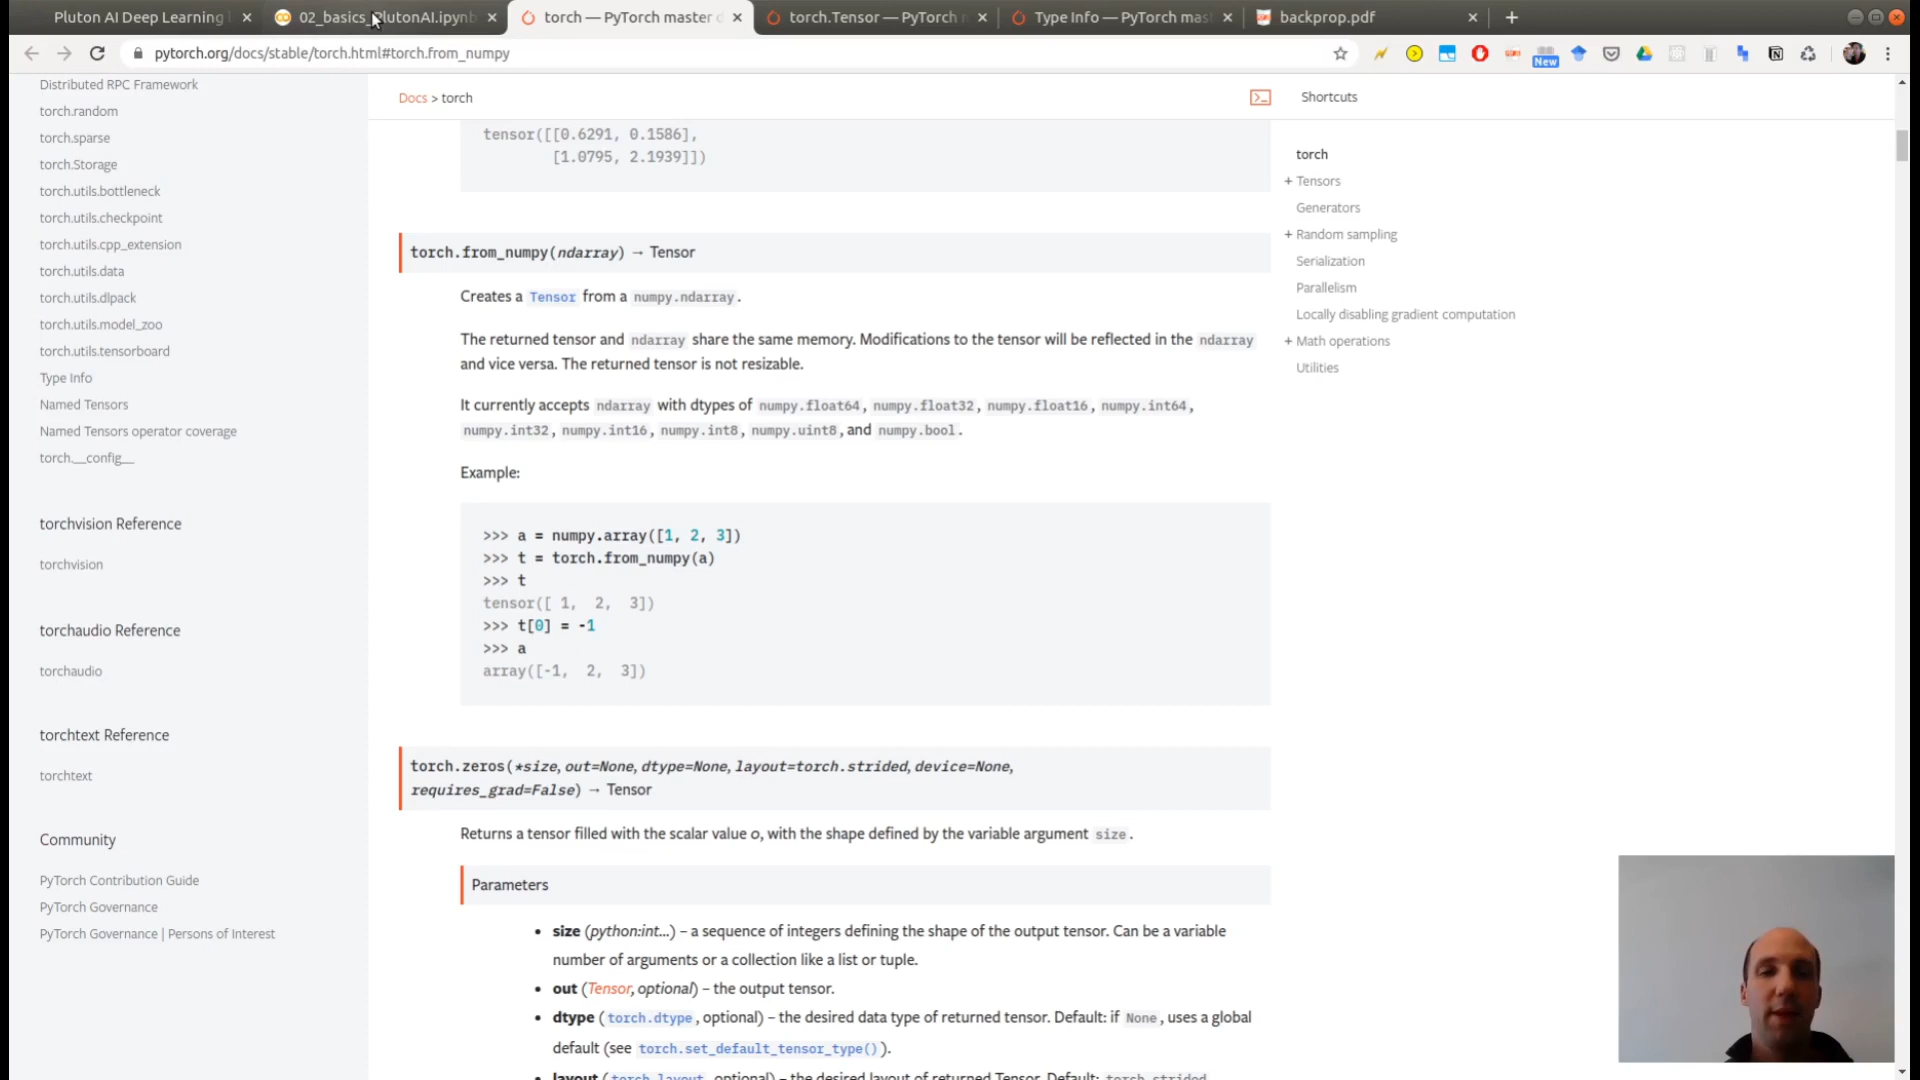 Pluton AI Deep Learning
02_basics_PlutonAI.ipynb
torch — PyTorch master d
torch.Tensor — PyTorch m
Type Info — PyTorch mas
backprop.pdf
pytorch.org/docs/stable/torch.html#torch.from_numpy
New
Distributed RPC Framework
torch.random
torch.sparse
torch.Storage
torch.utils.bottleneck
torch.utils.checkpoint
torch.utils.cpp_extension
torch.utils.data
torch.utils.dlpack
torch.utils.model_zoo
torch.utils.tensorboard
Type Info
Named Tensors
Named Tensors operator coverage
torch.__config__
torchvision Reference
torchvision
torchaudio Reference
torchaudio
torchtext Reference
torchtext
Community
PyTorch Contribution Guide
PyTorch Governance
PyTorch Governance | Persons of Interest
Docs > torch
tensor([[0.6291, 0.1586],
[1.0795, 2.1939]])
torch.from_numpy(ndarray) → Tensor
Creates a Tensor from a numpy.ndarray.
The returned tensor and ndarray share the same memory. Modifications to the tensor will be reflected in the ndarray
and vice versa. The returned tensor is not resizable.
It currently accepts ndarray with dtypes of numpy.float64, numpy.float32, numpy.float16, numpy.int64,
numpy.int32, numpy.int16, numpy.int8, numpy.uint8, and numpy.bool.
Example:
>>> a = numpy.array([1, 2, 3])
>>> t = torch.from_numpy(a)
>>> t
tensor([ 1, 2, 3])
>>> t[0] = -1
>>> a
array([-1, 2, 3])
torch.zeros(*size, out=None, dtype=None, layout=torch.strided, device=None,
requires_grad=False) → Tensor
Returns a tensor filled with the scalar value 0, with the shape defined by the variable argument size.
Parameters
• size (python:int...) – a sequence of integers defining the shape of the output tensor. Can be a variable
number of arguments or a collection like a list or tuple.
• out (Tensor, optional) – the output tensor.
• dtype (torch.dtype, optional) – the desired data type of returned tensor. Default: if None, uses a global
default (see torch.set_default_tensor_type()).
• layout (torch.layout, optional) – the desired layout of returned Tensor. Default: torch.strided
Shortcuts
torch
+ Tensors
Generators
+ Random sampling
Serialization
Parallelism
Locally disabling gradient computation
+ Math operations
Utilities